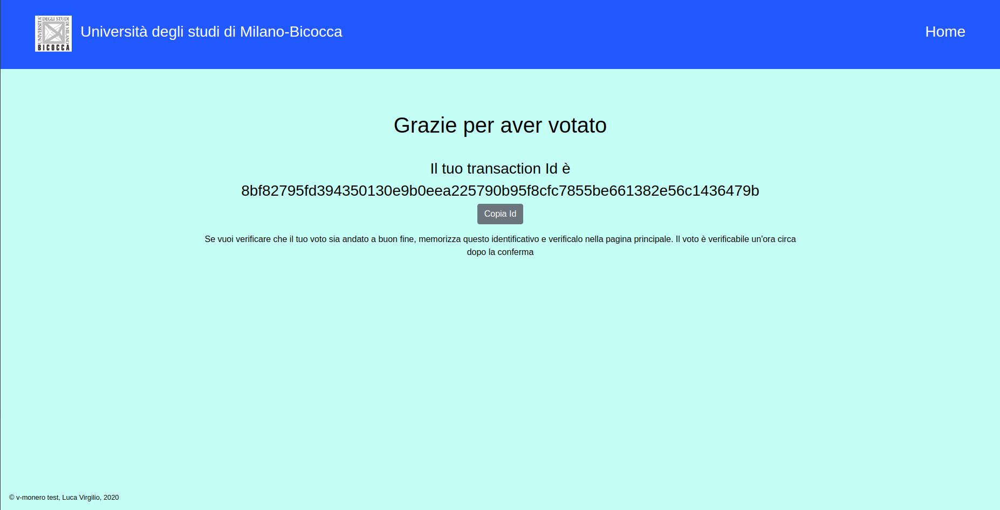 UNIVERSITA'
DEGLI STUDI
DI MILANO
BICOCCA
Università degli studi di Milano-Bicocca
Home
Grazie per aver votato
Il tuo transaction Id è
8bf82795fd394350130e9b0eea225790b95f8cfc7855be661382e56c1436479b
Copia Id
Se vuoi verificare che il tuo voto sia andato a buon fine, memorizza questo identificativo e verificalo nella pagina principale. Il voto è verificabile un'ora circa
dopo la conferma
© v-monero test, Luca Virgilio, 2020